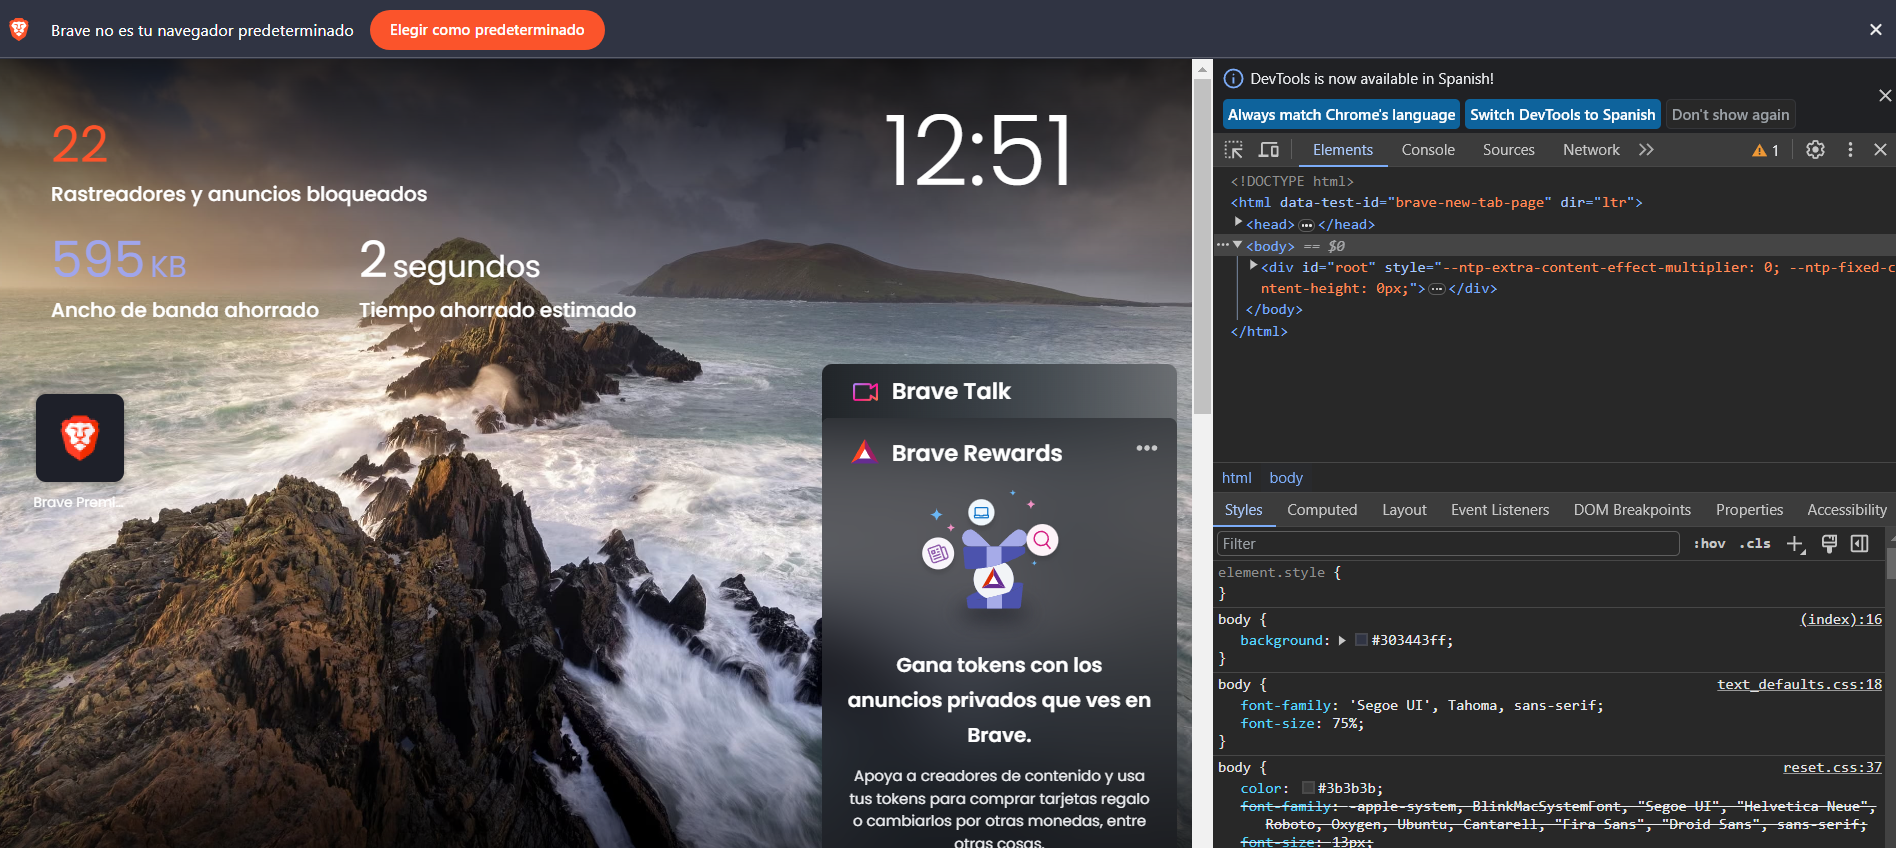 Brave no es tu navegador predeterminado
Elegir como predeterminado
22
Rastreadores y anuncios bloqueados
595 KB
Ancho de banda ahorrado
2 segundos
Tiempo ahorrado estimado
12:51
Brave Premi...
Brave Talk
Brave Rewards
Gana tokens con los
anuncios privados que ves en
Brave.
Apoya a creadores de contenido y usa
tus tokens para comprar tarjetas regalo
o cambiarlos por otras monedas, entre
otras cosas.
DevTools is now available in Spanish!
Always match Chrome's language
Switch DevTools to Spanish
Don't show again
Elements Console Sources Network 1
<!DOCTYPE html>
<html data-test-id="brave-new-tab-page" dir="ltr">
<head> … </head>
<body> == $0
<div id="root" style="--ntp-extra-content-effect-multiplier: 0; --ntp-fixed-c
ntent-height: 0px;"> … </div>
</body>
</html>
html body
Styles Computed Layout Event Listeners DOM Breakpoints Properties Accessibility
Filter :hov .cls
element.style {
}
body { (index):16
background: #303443ff;
}
body { text_defaults.css:18
font-family: 'Segoe UI', Tahoma, sans-serif;
font-size: 75%;
}
body { reset.css:37
color: #3b3b3b;
font-family: -apple-system, BlinkMacSystemFont, "Segoe UI", "Helvetica Neue",
Roboto, Oxygen, Ubuntu, Cantarell, "Fira Sans", "Droid Sans", sans-serif;
font-size: 13px;